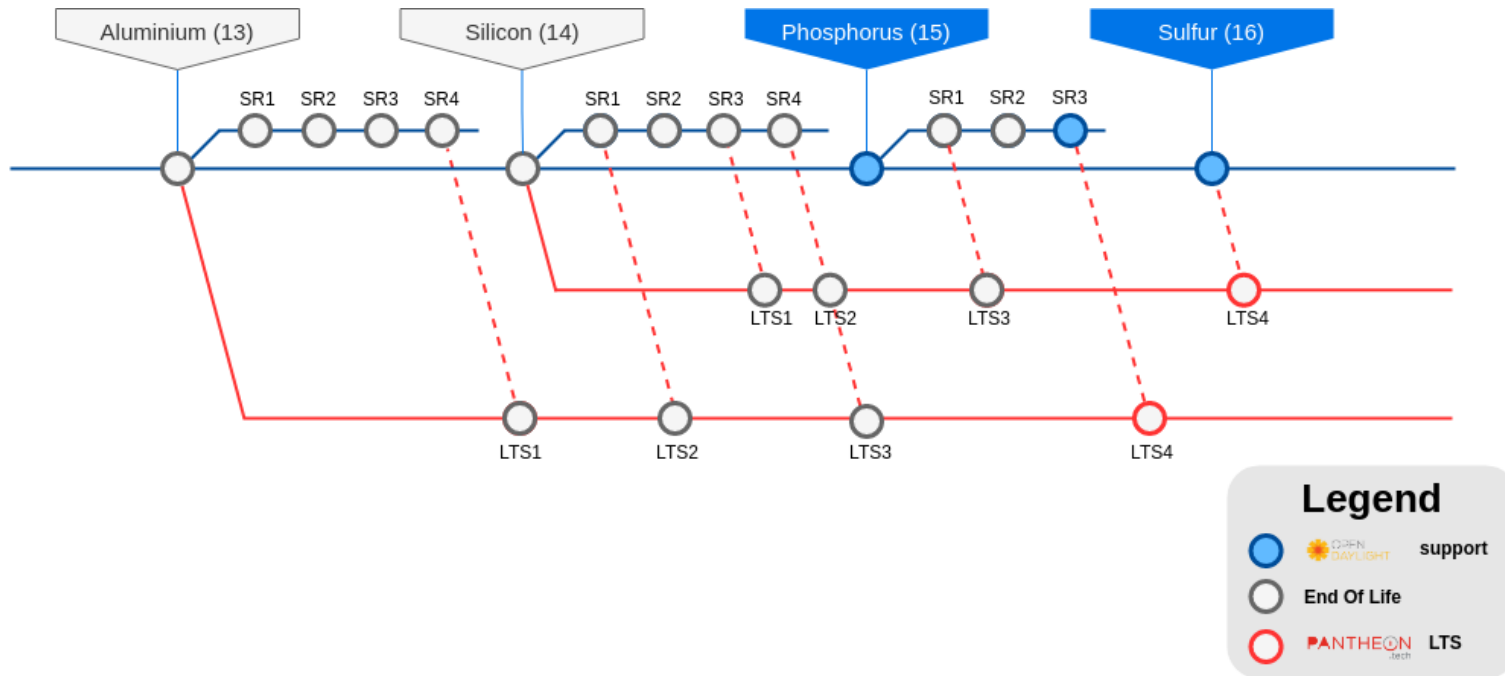 Aluminium (13)
Silicon (14)
Phosphorus (15)
Sulfur (16)
SR1 SR2 SR3 SR4
SR1 SR2 SR3 SR4
SR1 SR2 SR3
LTS1 LTS2 LTS3 LTS4
LTS1 LTS2 LTS3 LTS4
Legend
OPEN
DAYLIGHT
support
End Of Life
PANTHEON
.tech
LTS